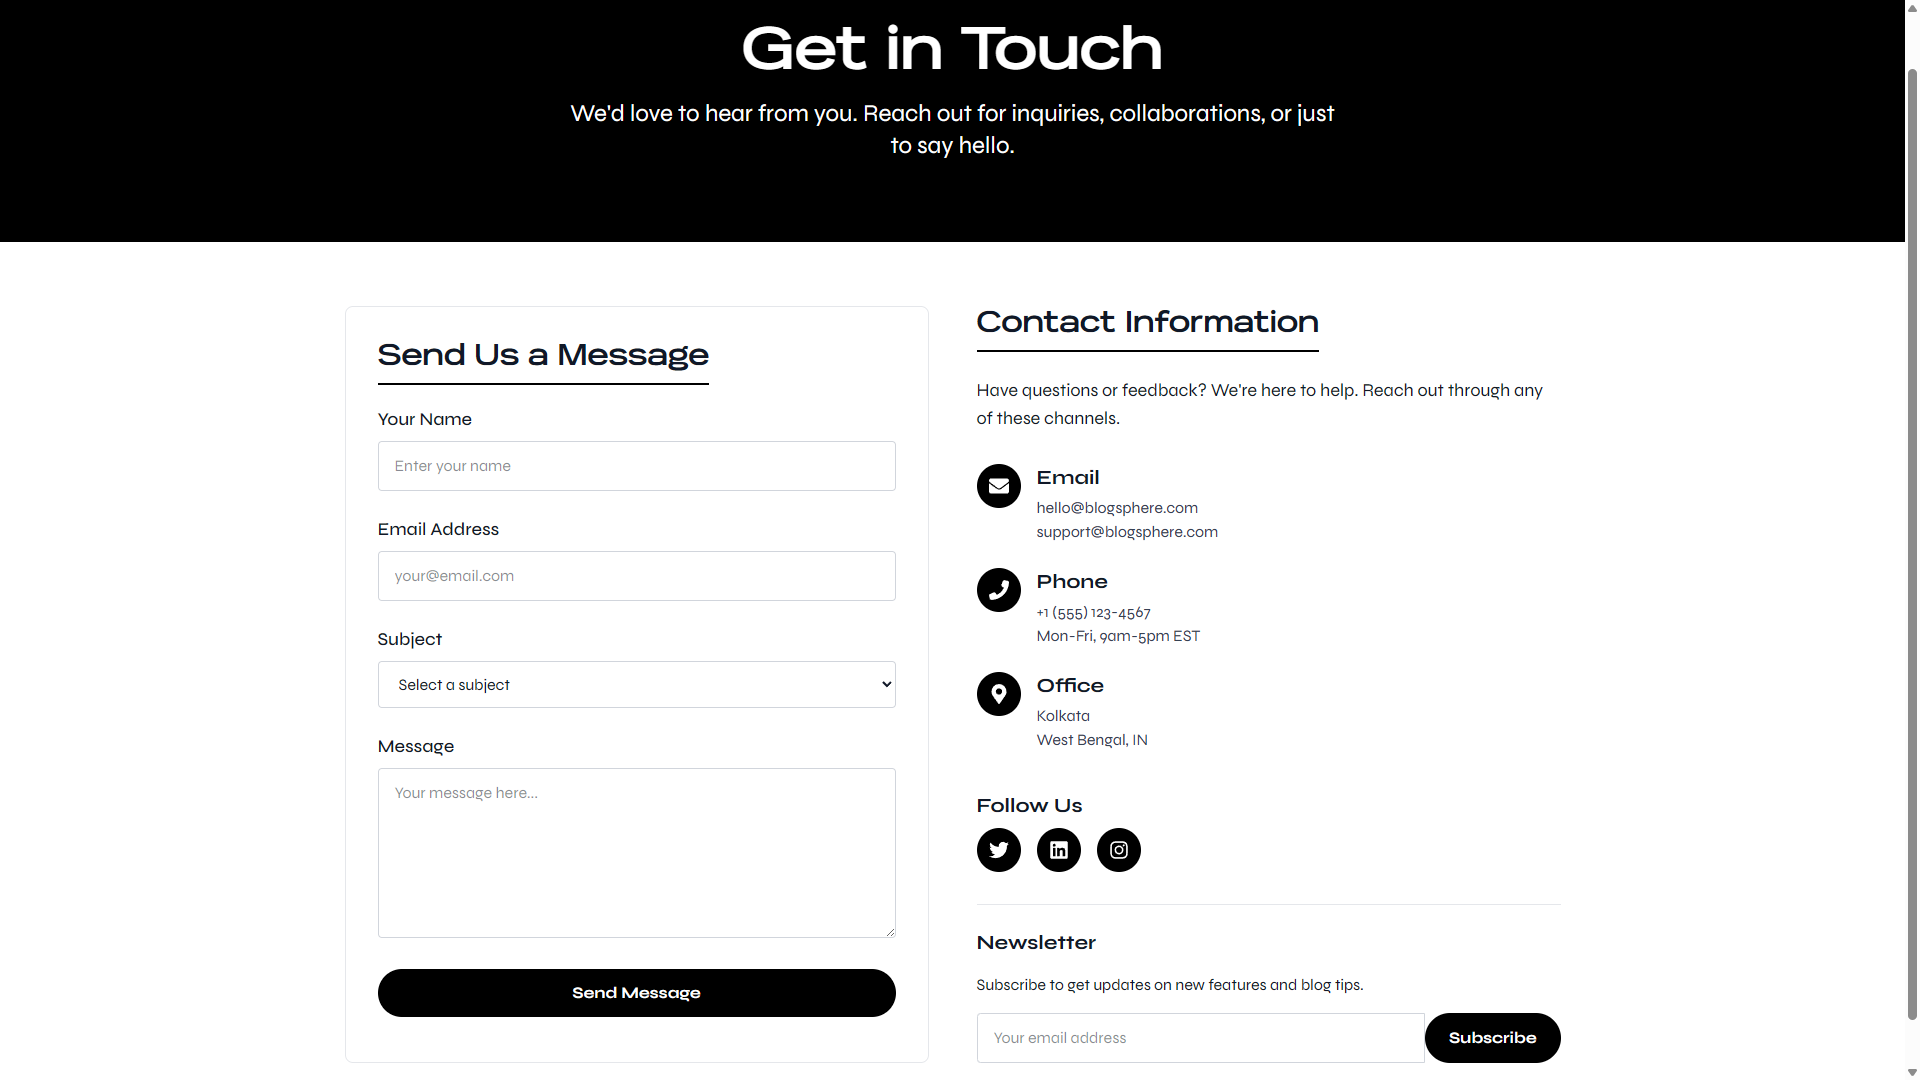 Get in Touch
We'd love to hear from you. Reach out for inquiries, collaborations, or just
to say hello.
Send Us a Message
Your Name
Enter your name
Email Address
your@email.com
Subject
Select a subject
Message
Your message here...
Send Message
Contact Information
Have questions or feedback? We're here to help. Reach out through any
of these channels.
Email
hello@blogsphere.com
support@blogsphere.com
Phone
+1 (555) 123-4567
Mon-Fri, 9am-5pm EST
Office
Kolkata
West Bengal, IN
Follow Us
in
Newsletter
Subscribe to get updates on new features and blog tips.
Your email address
Subscribe